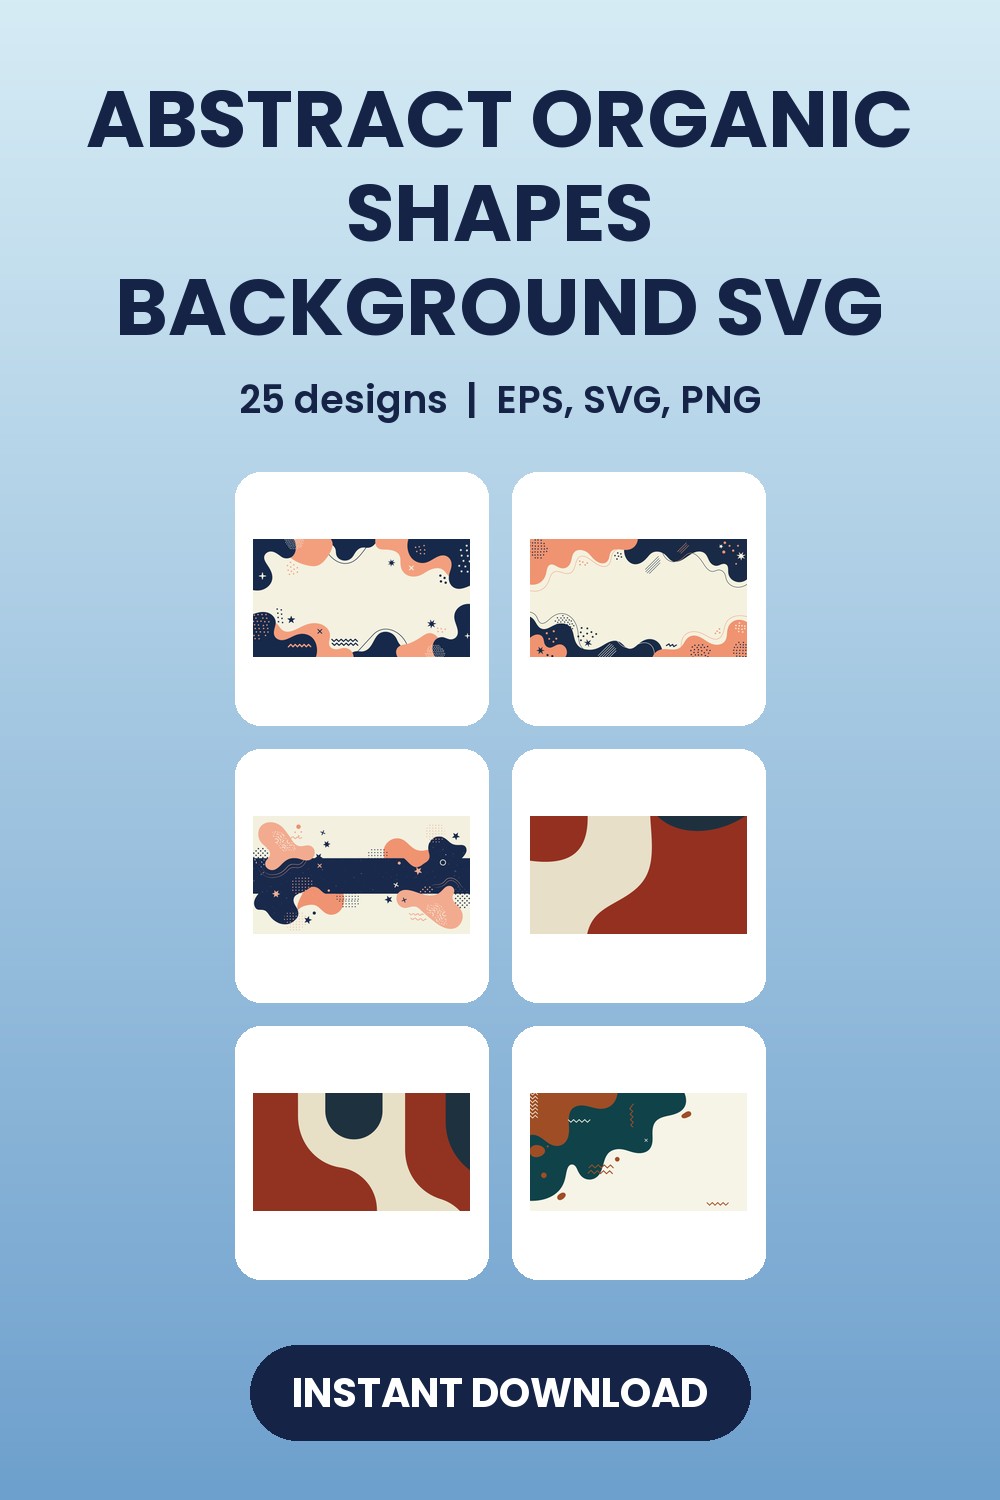 ABSTRACT ORGANIC
SHAPES
BACKGROUND SVG
25 designs | EPS, SVG, PNG
INSTANT DOWNLOAD